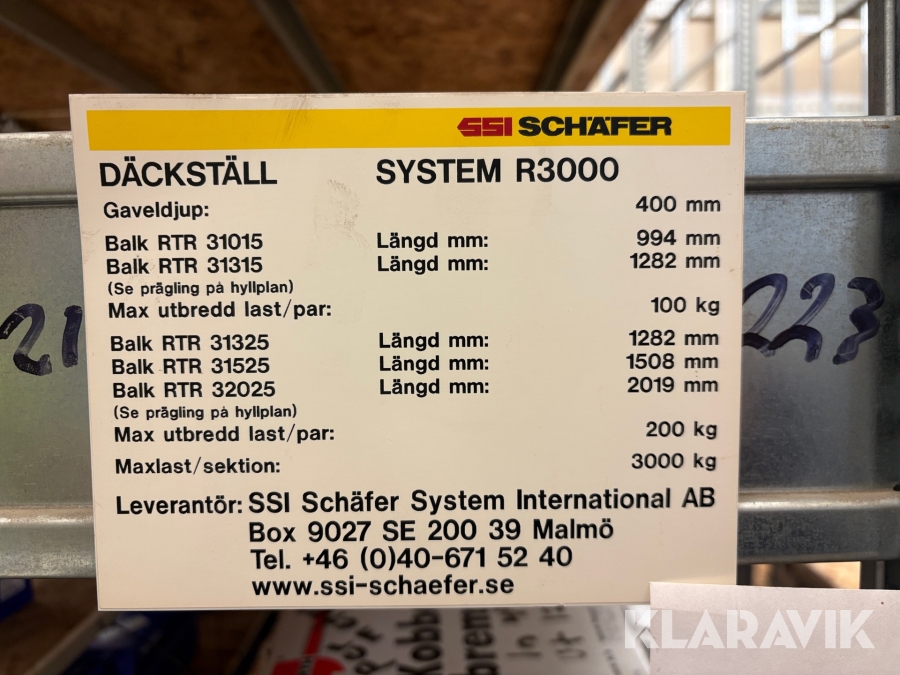 SSI SCHÄFER
DÄCKSTÄLL SYSTEM R3000
Gaveldjup: 400 mm
Balk RTR 31015 Längd mm: 994 mm
Balk RTR 31315 Längd mm: 1282 mm
(Se prägling på hyllplan)
Max utbredd last/par: 100 kg
Balk RTR 31325 Längd mm: 1282 mm
Balk RTR 31525 Längd mm: 1508 mm
Balk RTR 32025 Längd mm: 2019 mm
(Se prägling på hyllplan)
Max utbredd last/par: 200 kg
Maxlast/sektion: 3000 kg
Leverantör: SSI Schäfer System International AB
Box 9027 SE 200 39 Malmö
Tel. +46 (0)40-671 52 40
www.ssi-schaefer.se
21
223
KLARAVIK